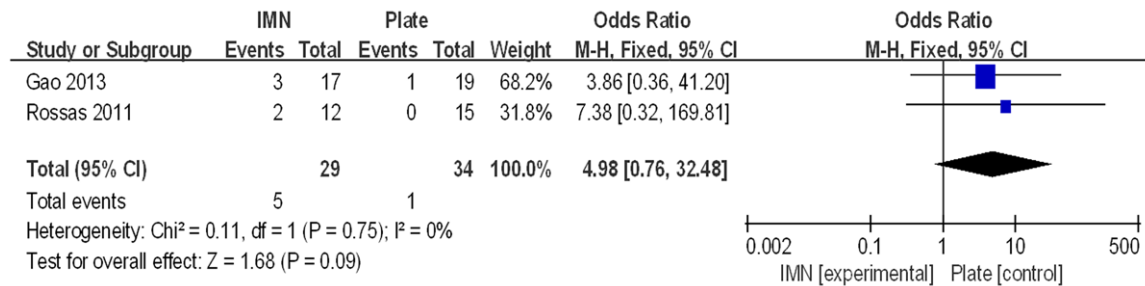 IMN Plate Odds Ratio Odds Ratio
Study or Subgroup Events Total Events Total Weight M-H, Fixed, 95% CI M-H, Fixed, 95% CI
Gao 2013 3 17 1 19 68.2% 3.86 [0.36, 41.20]
Rossas 2011 2 12 0 15 31.8% 7.38 [0.32, 169.81]
Total (95% CI) 29 34 100.0% 4.98 [0.76, 32.48]
Total events 5 1
Heterogeneity: Chi² = 0.11, df = 1 (P = 0.75); I² = 0%
Test for overall effect: Z = 1.68 (P = 0.09)
0.002 0.1 1 10 500
IMN [experimental] Plate [control]